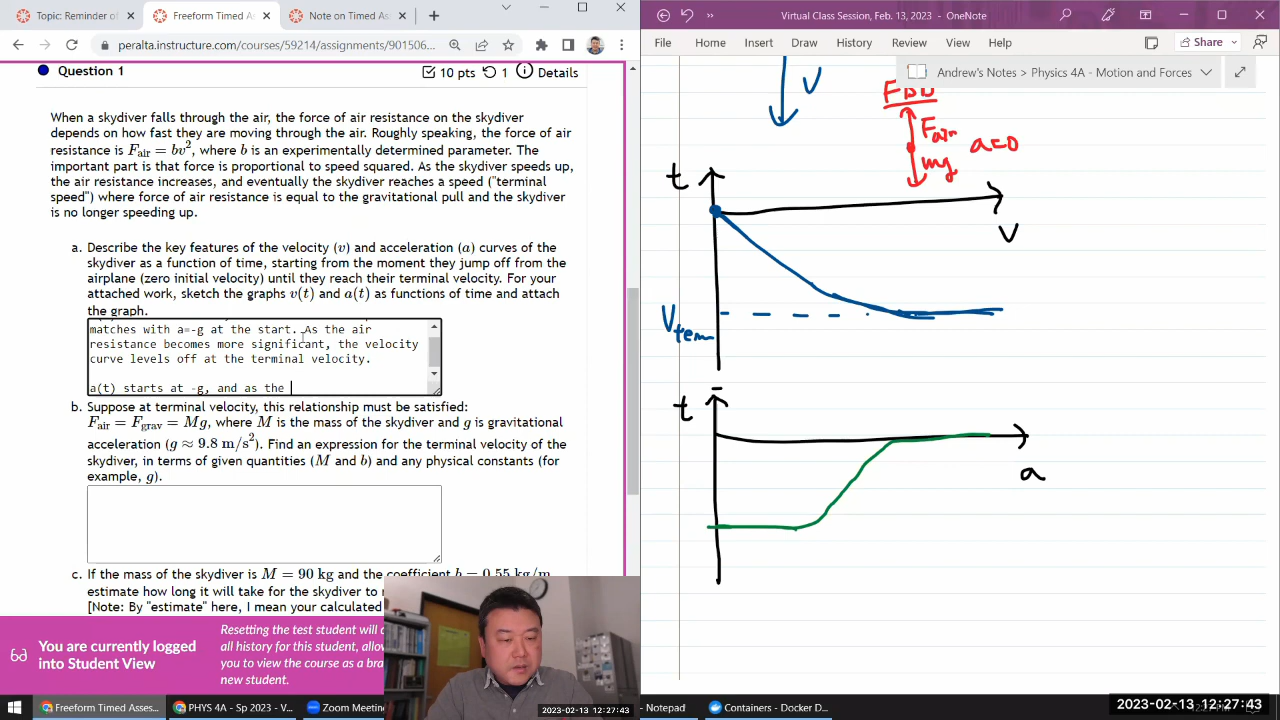 Topic: Reminder of
Freeform Timed As
Note on Timed Ass
peralta.instructure.com/courses/59214/assignments/901506
Question 1
10 pts
1
Details
When a skydiver falls through the air, the force of air resistance on the skydiver
depends on how fast they are moving through the air. Roughly speaking, the force of air
resistance is F_air = bv², where b is an experimentally determined parameter. The
important part is that force is proportional to speed squared. As the skydiver speeds up,
the air resistance increases, and eventually the skydiver reaches a speed ("terminal
speed") where force of air resistance is equal to the gravitational pull and the skydiver
is no longer speeding up.
a. Describe the key features of the velocity (v) and acceleration (a) curves of the
skydiver as a function of time, starting from the moment they jump off from the
airplane (zero initial velocity) until they reach their terminal velocity. For your
attached work, sketch the graphs v(t) and a(t) as functions of time and attach
the graph.
matches with a=-g at the start. As the air
resistance becomes more significant, the velocity
curve levels off at the terminal velocity.
a(t) starts at -g, and as the
b. Suppose at terminal velocity, this relationship must be satisfied:
F_air = F_grav = Mg, where M is the mass of the skydiver and g is gravitational
acceleration (g ≈ 9.8 m/s²). Find an expression for the terminal velocity of the
skydiver, in terms of given quantities (M and b) and any physical constants (for
example, g).
c. If the mass of the skydiver is M = 90 kg and the coefficient b = 0.55 kg/m
estimate how long it will take for the skydiver to
[Note: By "estimate" here, I mean your calculated
You are currently logged
into Student View
Resetting the test student will
all history for this student, allow
you to view the course as a bra
new student.
Freeform Timed Asses...
PHYS 4A - Sp 2023 - V...
Zoom Meeting
2023-02-13 12:27:43
Virtual Class Session, Feb. 13, 2023 - OneNote
File
Home
Insert
Draw
History
Review
View
Help
Share
Andrew's Notes > Physics 4A - Motion and Forces
V
FBD
F_air
a=0
mg
t
V
V_term
t
a
- Notepad
Containers - Docker D...
2023-02-13 12:27:43